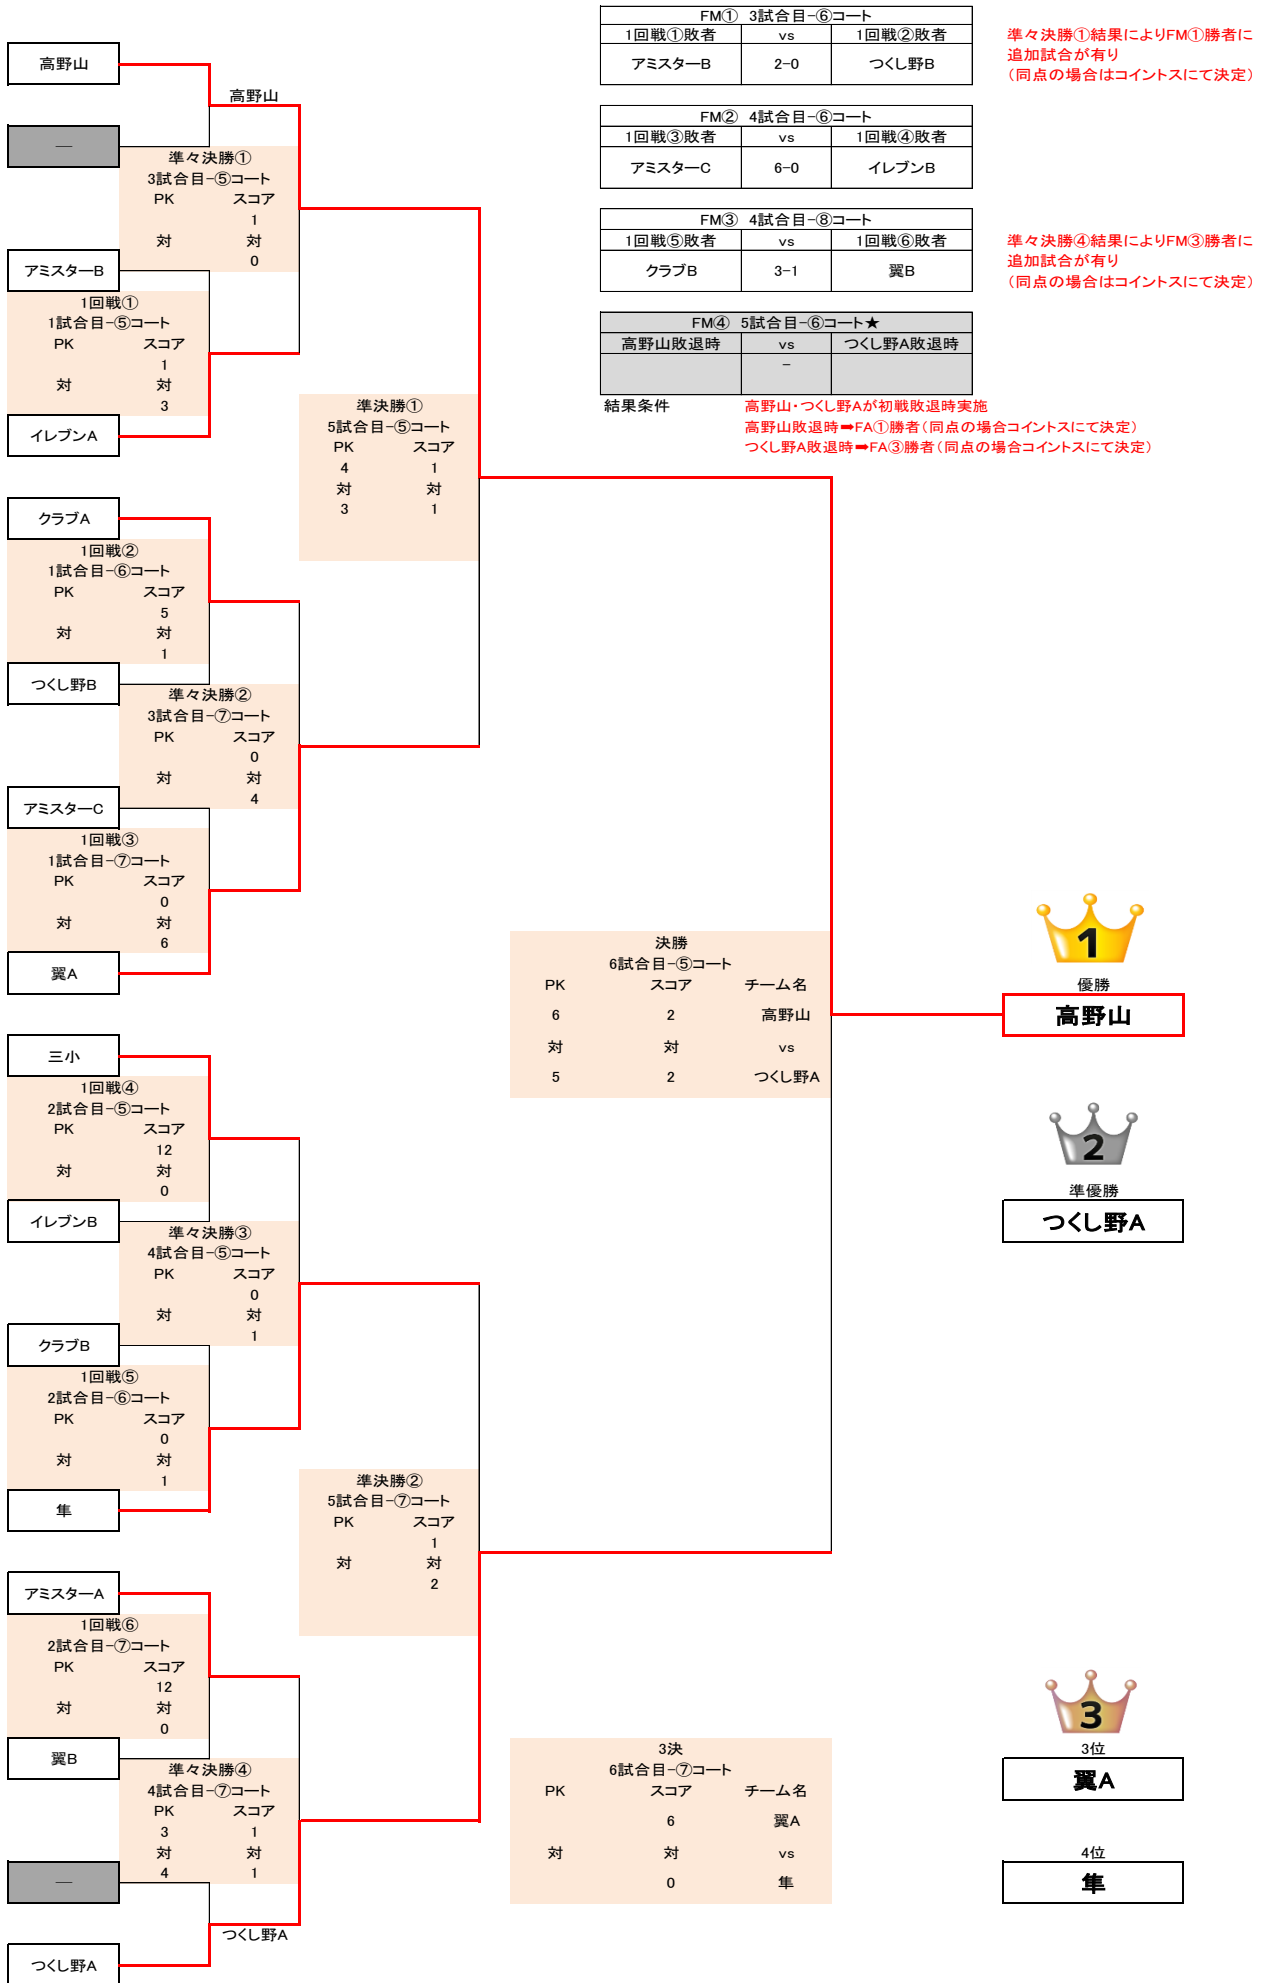 FM① 3試合目-⑥コート
1回戦①敗者 vs 1回戦②敗者
アミスターB 2-0 つくし野B
準々決勝①結果によりFM①勝者に
追加試合が有り
（同点の場合はコイントスにて決定）
FM② 4試合目-⑥コート
1回戦③敗者 vs 1回戦④敗者
アミスターC 6-0 イレブンB
FM③ 4試合目-⑧コート
1回戦⑤敗者 vs 1回戦⑥敗者
クラブB 3-1 翼B
準々決勝④結果によりFM③勝者に
追加試合が有り
（同点の場合はコイントスにて決定）
FM④ 5試合目-⑥コート★
高野山敗退時 vs つくし野A敗退時
-
結果条件 高野山・つくし野Aが初戦敗退時実施
高野山敗退時➡FA①勝者（同点の場合コイントスにて決定）
つくし野A敗退時➡FA③勝者（同点の場合コイントスにて決定）
高野山
高野山
—
準々決勝①
3試合目-⑤コート
PK スコア
1
対 対
0
アミスターB
1回戦①
1試合目-⑤コート
PK スコア
1
対 対
3
イレブンA
準決勝①
5試合目-⑤コート
PK スコア
4 1
対 対
3 1
クラブA
1回戦②
1試合目-⑥コート
PK スコア
5
対 対
1
つくし野B
準々決勝②
3試合目-⑦コート
PK スコア
0
対 対
4
アミスターC
1回戦③
1試合目-⑦コート
PK スコア
0
対 対
6
翼A
決勝
6試合目-⑤コート
PK スコア チーム名
6 2 高野山
対 対 vs
5 2 つくし野A
1
優勝
高野山
2
準優勝
つくし野A
三小
1回戦④
2試合目-⑤コート
PK スコア
12
対 対
0
イレブンB
準々決勝③
4試合目-⑤コート
PK スコア
0
対 対
1
クラブB
1回戦⑤
2試合目-⑥コート
PK スコア
0
対 対
1
隼
準決勝②
5試合目-⑦コート
PK スコア
1
対 対
2
アミスターA
1回戦⑥
2試合目-⑦コート
PK スコア
12
対 対
0
翼B
準々決勝④
4試合目-⑦コート
PK スコア
3 1
対 対
4 1
—
つくし野A
つくし野A
3決
6試合目-⑦コート
PK スコア チーム名
6 翼A
対 対 vs
0 隼
3
3位
翼A
4位
隼